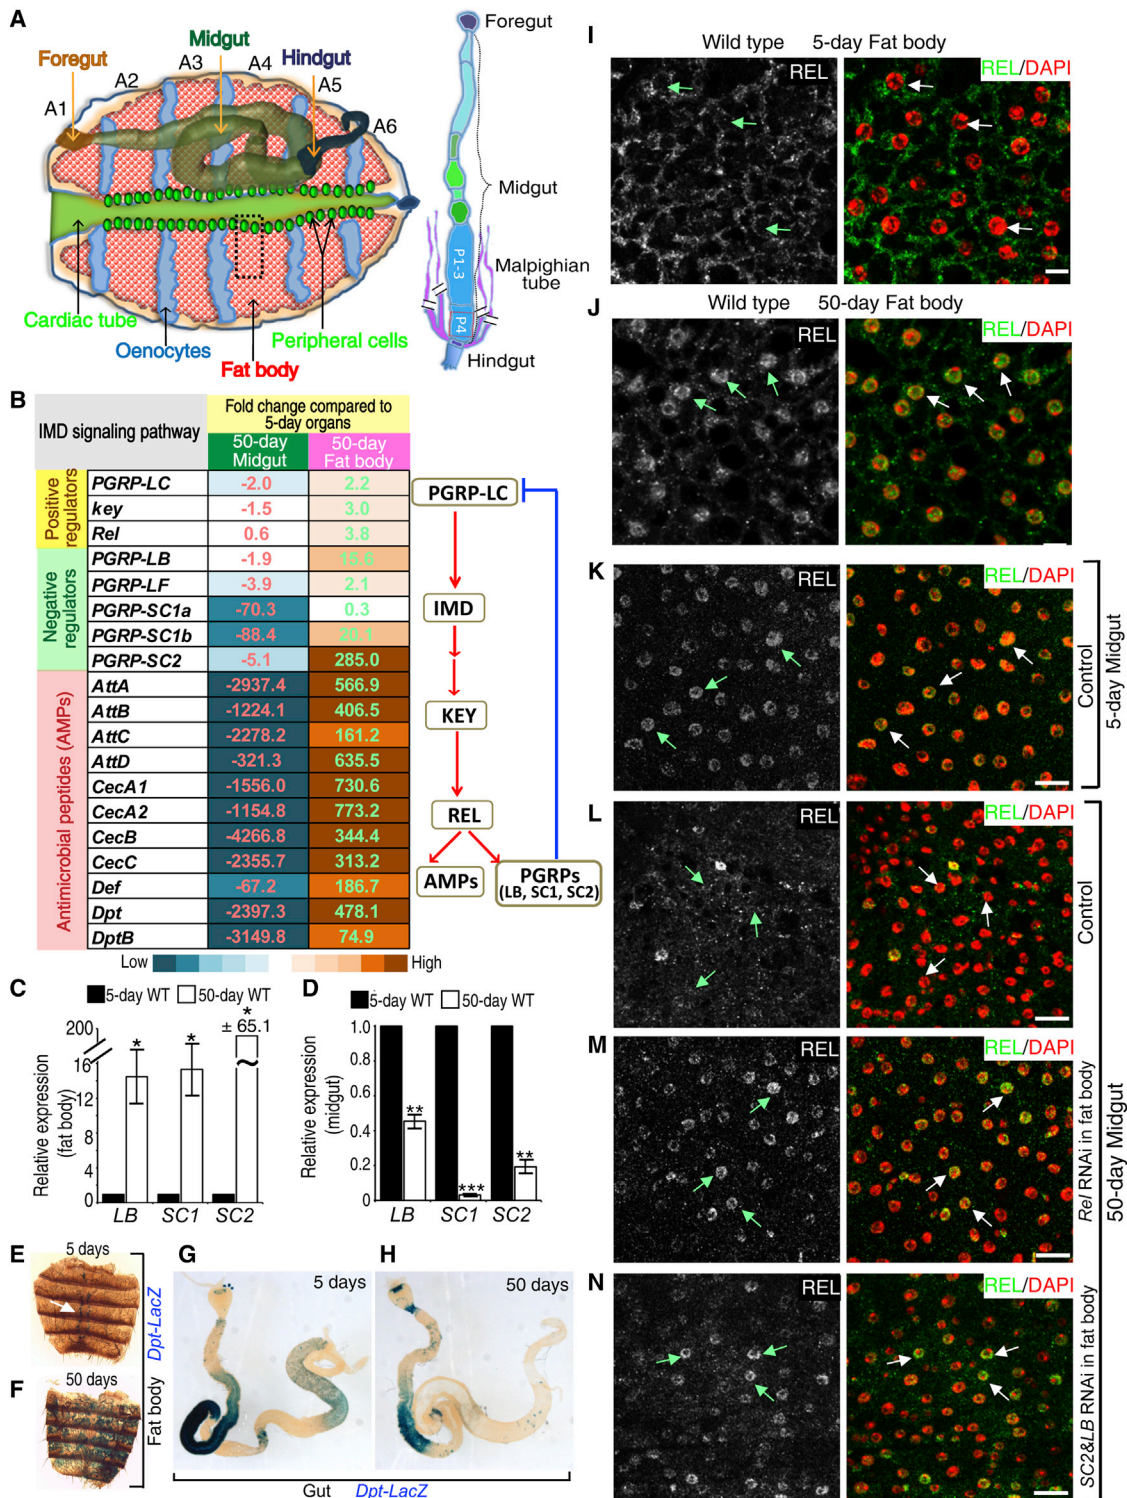 A
Foregut
Midgut
Hindgut
A1
A2
A3
A4
A5
A6
Cardiac tube
Oenocytes
Fat body
Peripheral cells
Foregut
Midgut
P1-3
Malpighian
tube
P4
Hindgut
B
IMD signaling pathway
Fold change compared to
5-day organs
50-day
Midgut
50-day
Fat body
Positive
regulators
PGRP-LC -2.0 2.2
key -1.5 3.0
Rel 0.6 3.8
Negative
regulators
PGRP-LB -1.9 15.6
PGRP-LF -3.9 2.1
PGRP-SC1a -70.3 0.3
PGRP-SC1b -88.4 20.1
PGRP-SC2 -5.1 285.0
Antimicrobial peptides (AMPs)
AttA -2937.4 566.9
AttB -1224.1 406.5
AttC -2278.2 161.2
AttD -321.3 635.5
CecA1 -1556.0 730.6
CecA2 -1154.8 773.2
CecB -4266.8 344.4
CecC -2355.7 313.2
Def -67.2 186.7
Dpt -2397.3 478.1
DptB -3149.8 74.9
Low High
PGRP-LC
IMD
KEY
REL
AMPs
PGRPs
(LB, SC1, SC2)
C
5-day WT 50-day WT
Relative expression
(fat body)
200
16
12
8
4
0
*
*
*
± 65.1
LB SC1 SC2
D
5-day WT 50-day WT
Relative expression
(midgut)
1.0
0.8
0.6
0.4
0.2
0
**
***
**
LB SC1 SC2
E
5 days
F
50 days
Dpt-LacZ
Fat body
G
5 days
H
50 days
Gut Dpt-LacZ
I
Wild type 5-day Fat body
REL
REL/DAPI
J
Wild type 50-day Fat body
REL
REL/DAPI
K
REL
REL/DAPI
Control
5-day Midgut
L
REL
REL/DAPI
Control
M
REL
REL/DAPI
Rel RNAi in fat body
N
REL
REL/DAPI
SC2&LB RNAi in fat body
50-day Midgut